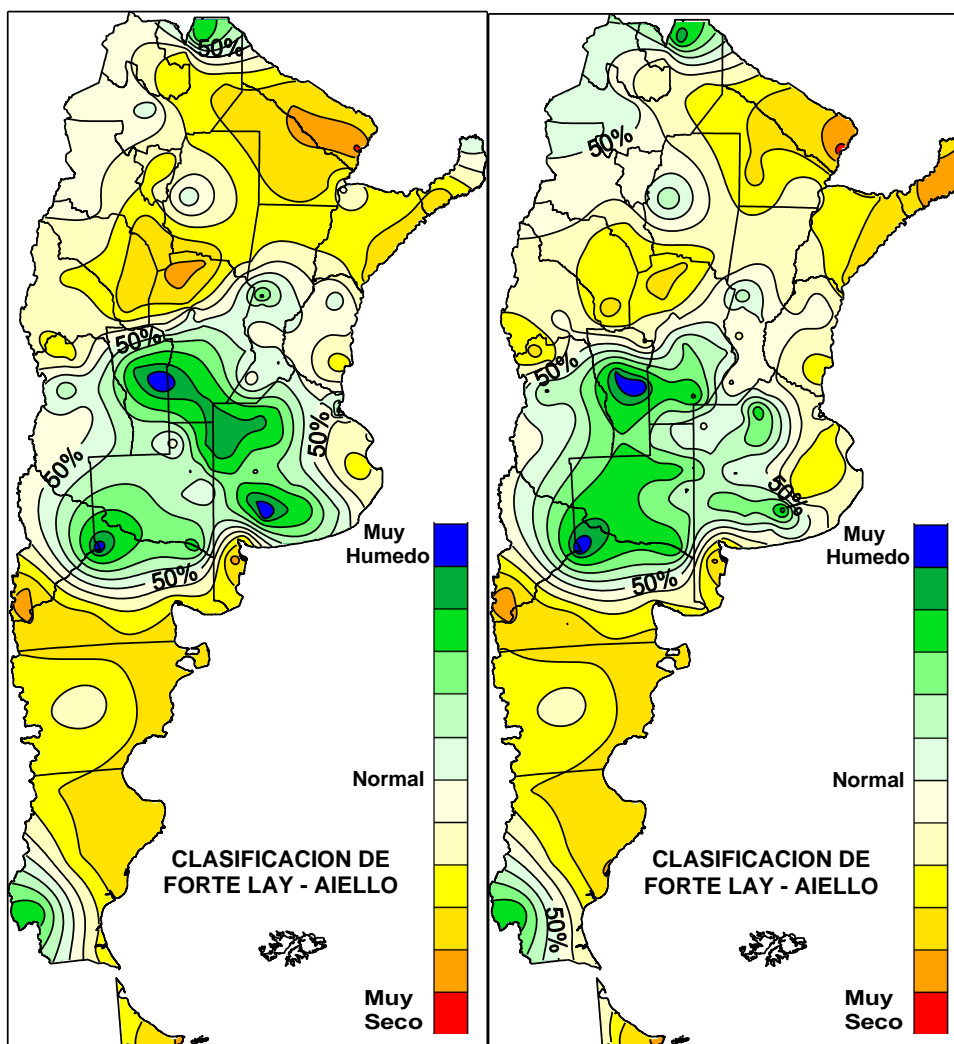 50%
50%
50%
50%
50%
Muy
Humedo
Normal
CLASIFICACION DE
FORTE LAY - AIELLO
Muy
Seco
50%
50%
50%
50%
50%
Muy
Humedo
Normal
CLASIFICACION DE
FORTE LAY - AIELLO
Muy
Seco